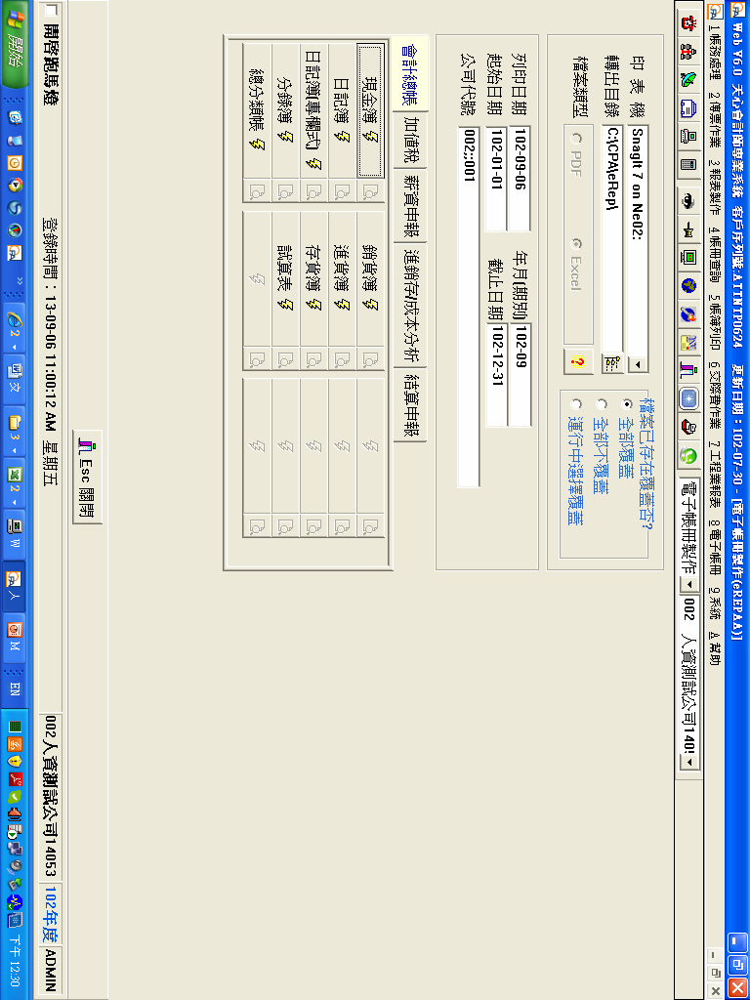 Web V6.0 天心會計師專業系統 客戶序列號:ATTNTP0624 更新日期：102-07-30 - [電子帳冊製作(eREPAA)]
1 帳務處理 2 傳票作業 3 報表製作 4 帳冊查詢 5 帳簿列印 6 交際費作業 7 工程業報表 8 電子帳冊 9 系統 A 幫助
電子帳冊製作 002 人資測試公司140!
印 表 機 SnagIt 7 on Ne02:
轉出目錄 C:\CPA\eRep\
檔案類型 PDF Excel
檔案已存在覆蓋否?
全部覆蓋
全部不覆蓋
運行中選擇覆蓋
列印日期 102-09-06 年月(期別) 102-09
起始日期 102-01-01 截止日期 102-12-31
公司代號 002;;001
會計總帳 加值稅 薪資申報 進銷存/成本分析 結算申報
現金簿 銷貨簿
日記簿 進貨簿
日記簿(專欄式) 存貨簿
分錄簿 試算表
總分類帳
Esc 關閉
開啓跑馬燈 登錄時間：13-09-06 11:00:12 AM 星期五 002人資測試公司14053 102年度 ADMIN
開始 2 文 3 2 W 人 M EN 下午 12:30